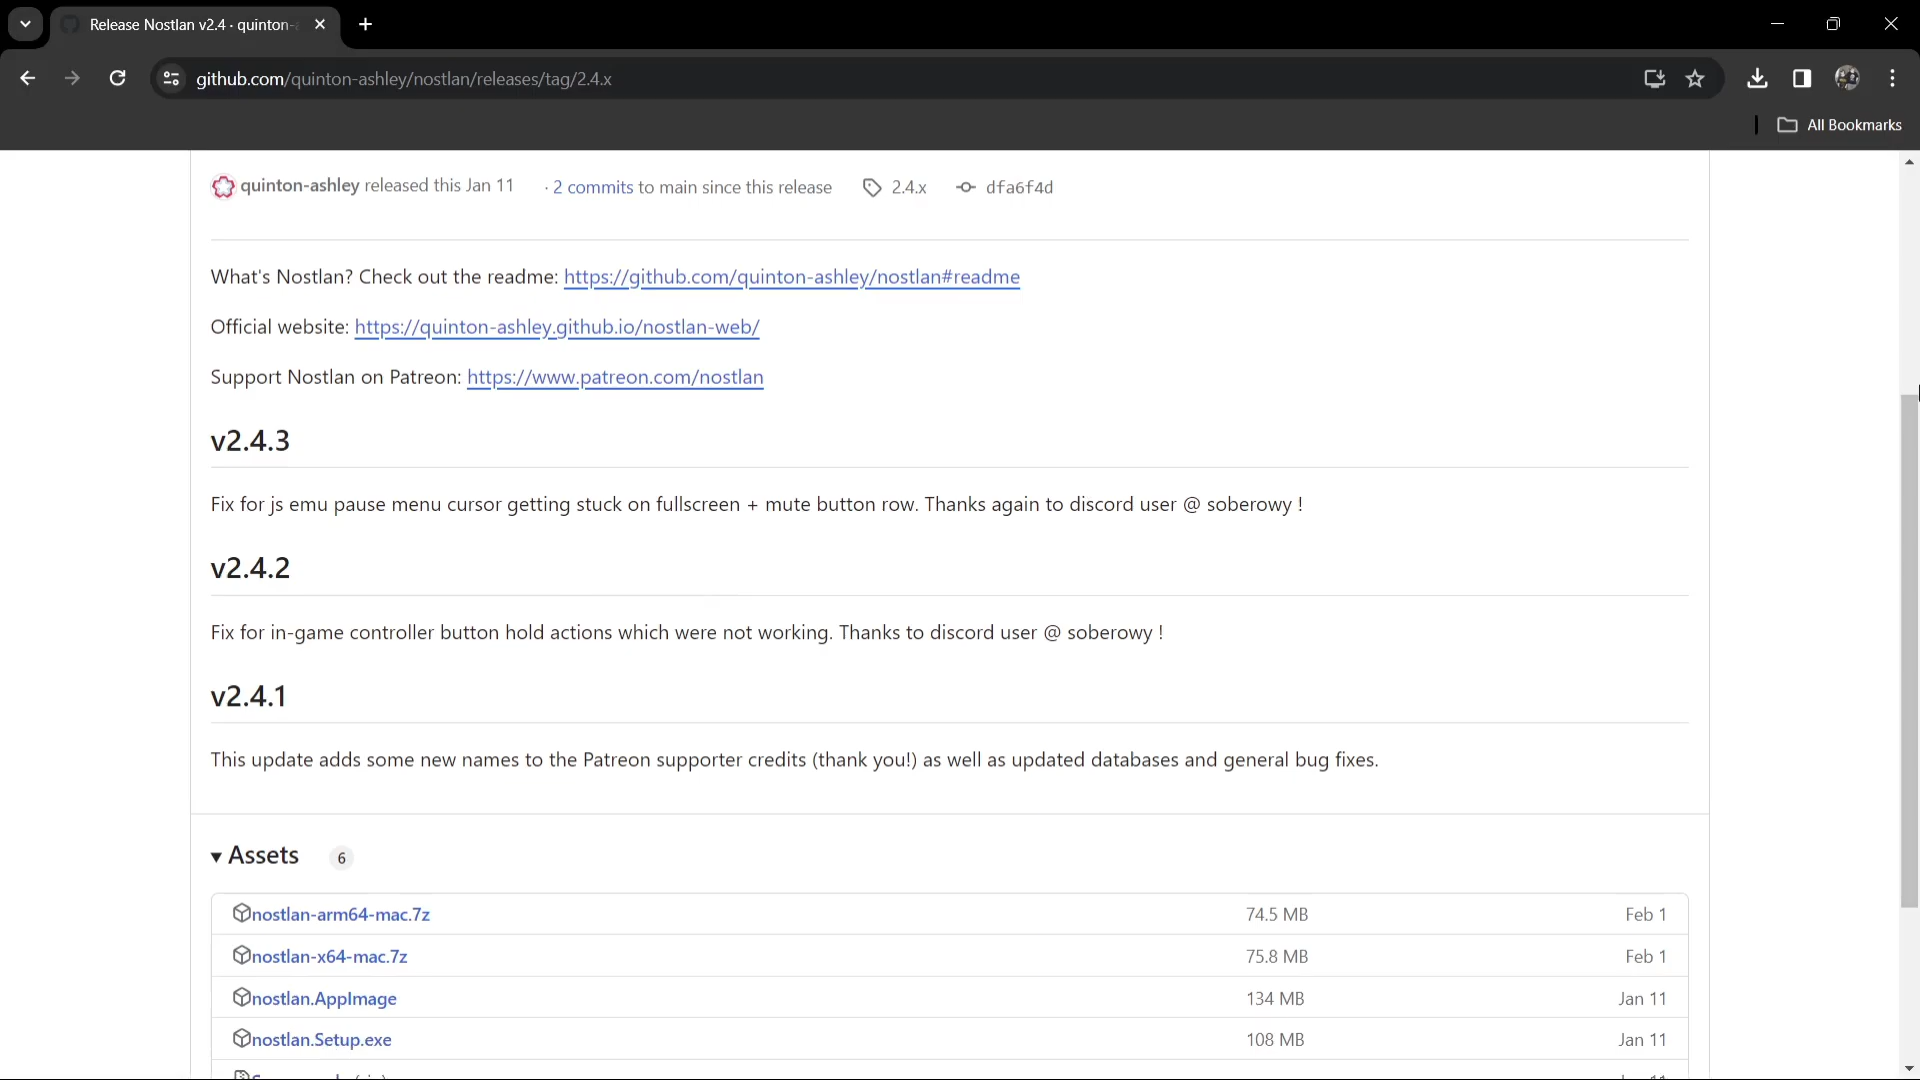 Release Nostlan v2.4 · quinton-
github.com/quinton-ashley/nostlan/releases/tag/2.4.x
All Bookmarks
quinton-ashley released this Jan 11 · 2 commits to main since this release 2.4.x dfa6f4d
What's Nostlan? Check out the readme: https://github.com/quinton-ashley/nostlan#readme
Official website: https://quinton-ashley.github.io/nostlan-web/
Support Nostlan on Patreon: https://www.patreon.com/nostlan
v2.4.3
Fix for js emu pause menu cursor getting stuck on fullscreen + mute button row. Thanks again to discord user @ soberowy !
v2.4.2
Fix for in-game controller button hold actions which were not working. Thanks to discord user @ soberowy !
v2.4.1
This update adds some new names to the Patreon supporter credits (thank you!) as well as updated databases and general bug fixes.
Assets 6
nostlan-arm64-mac.7z 74.5 MB Feb 1
nostlan-x64-mac.7z 75.8 MB Feb 1
nostlan.AppImage 134 MB Jan 11
nostlan.Setup.exe 108 MB Jan 11